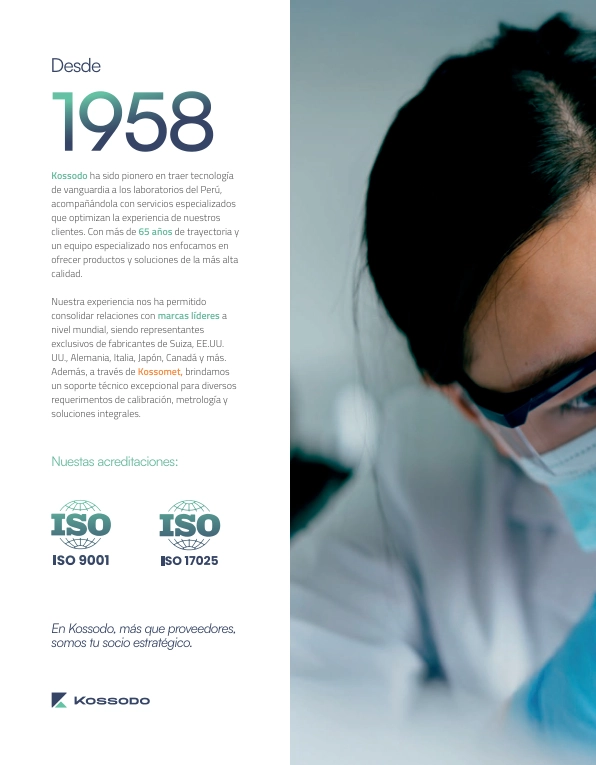 Desde
1958
Kossodo ha sido pionero en traer tecnología
de vanguardia a los laboratorios del Perú,
acompañándola con servicios especializados
que optimizan la experiencia de nuestros
clientes. Con más de 65 años de trayectoria y
un equipo especializado nos enfocamos en
ofrecer productos y soluciones de la más alta
calidad.
Nuestra experiencia nos ha permitido
consolidar relaciones con marcas líderes a
nivel mundial, siendo representantes
exclusivos de fabricantes de Suiza, EE.UU.
UU., Alemania, Italia, Japón, Canadá y más.
Además, a través de Kossomet, brindamos
un soporte técnico excepcional para diversos
requerimentos de calibración, metrología y
soluciones integrales.
Nuestas acreditaciones:
ISO ISO
ISO 9001 ISO 17025
En Kossodo, más que proveedores,
somos tu socio estratégico.
KOSSODO